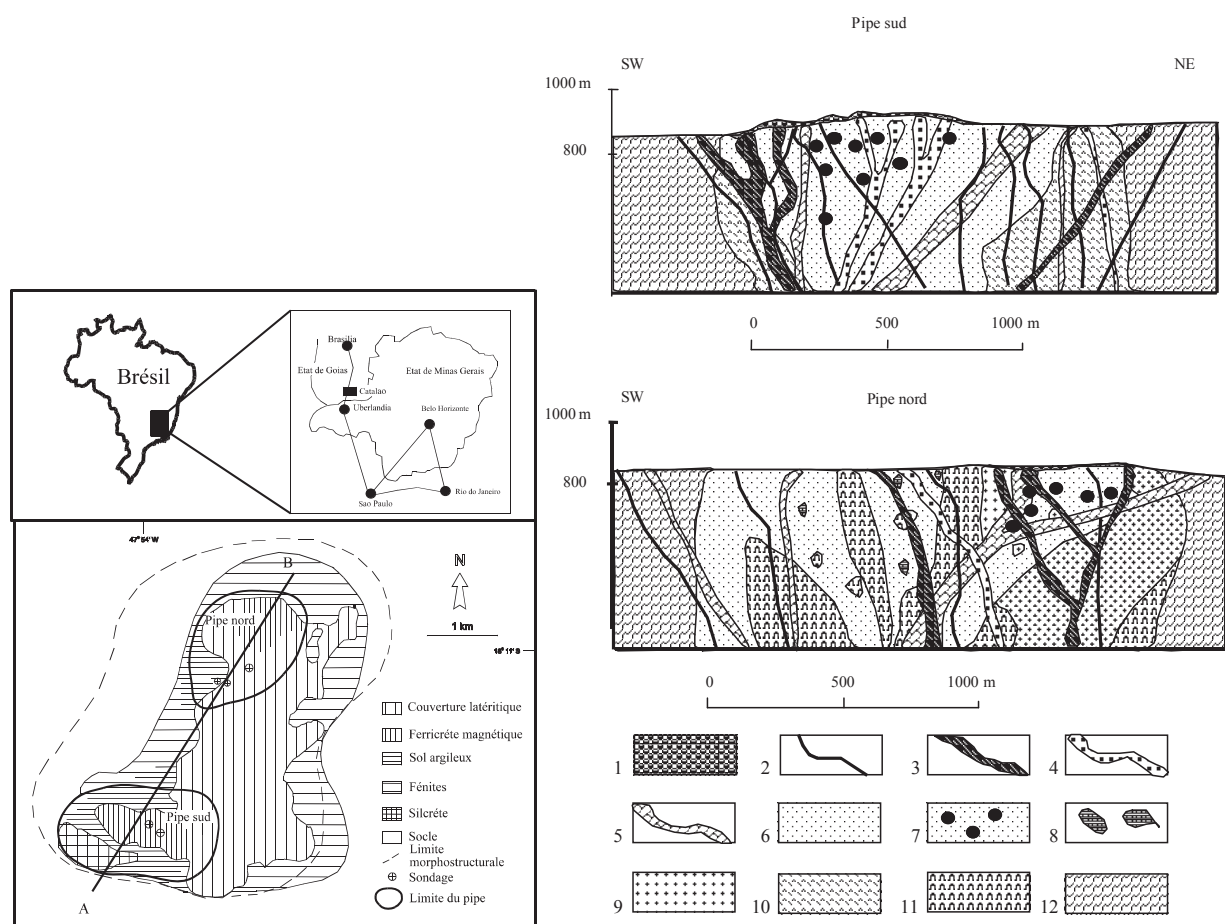 Pipe sud
SW
NE
1000 m
800
0
500
1000 m
SW
Pipe nord
1000 m
800
0
500
1000 m
Brésil
Brasilia
Etat de Goias
Etat de Minas Gerais
Catalao
Uberlandia
Belo Horizonte
Rio do Janeiro
Sao Paulo
47° 54' W
B
N
Pipe nord
1 km
18° 11' S
Couverture latéritique
Ferricréte magnétique
Sol argileux
Fénites
Silcréte
Socle
Limite
morphostructurale
Sondage
Limite du pipe
Pipe sud
A
1
2
3
4
5
6
7
8
9
10
11
12